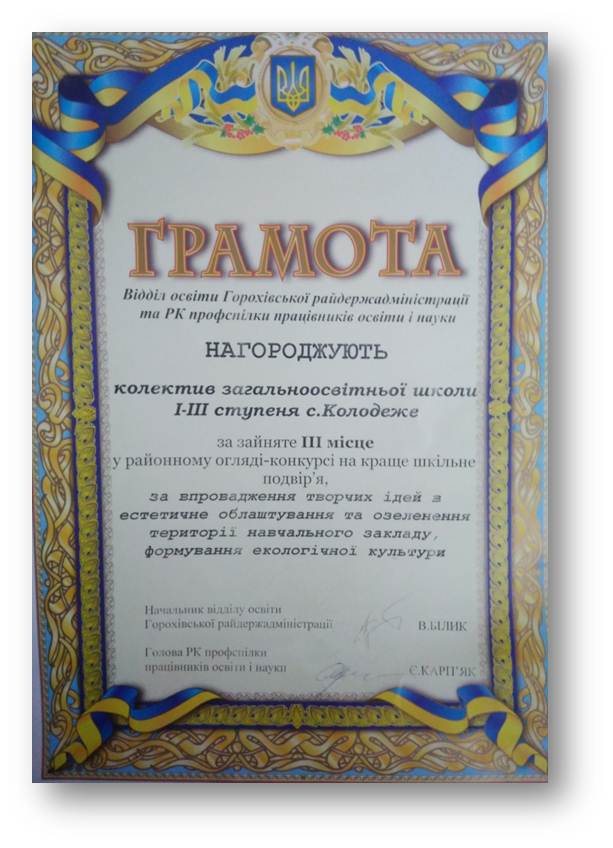 ГРАМОТА
Відділ освіти Горохівської райдержадміністрації
та РК профспілки працівників освіти і науки
НАГОРОДЖУЮТЬ
колектив загальноосвітньої школи
І-ІІІ ступеня с.Колодеже
за зайняте ІІІ місце
у районному огляді-конкурсі на краще шкільне
подвір’я,
за впровадження творчих ідей з
естетичне облаштування та озеленення
території навчального закладу,
формування екологічної культури
Начальник відділу освіти
Горохівської райдержадміністрації В.БІЛИК
Голова РК профспілки
працівників освіти і науки Є.КАРП’ЯК